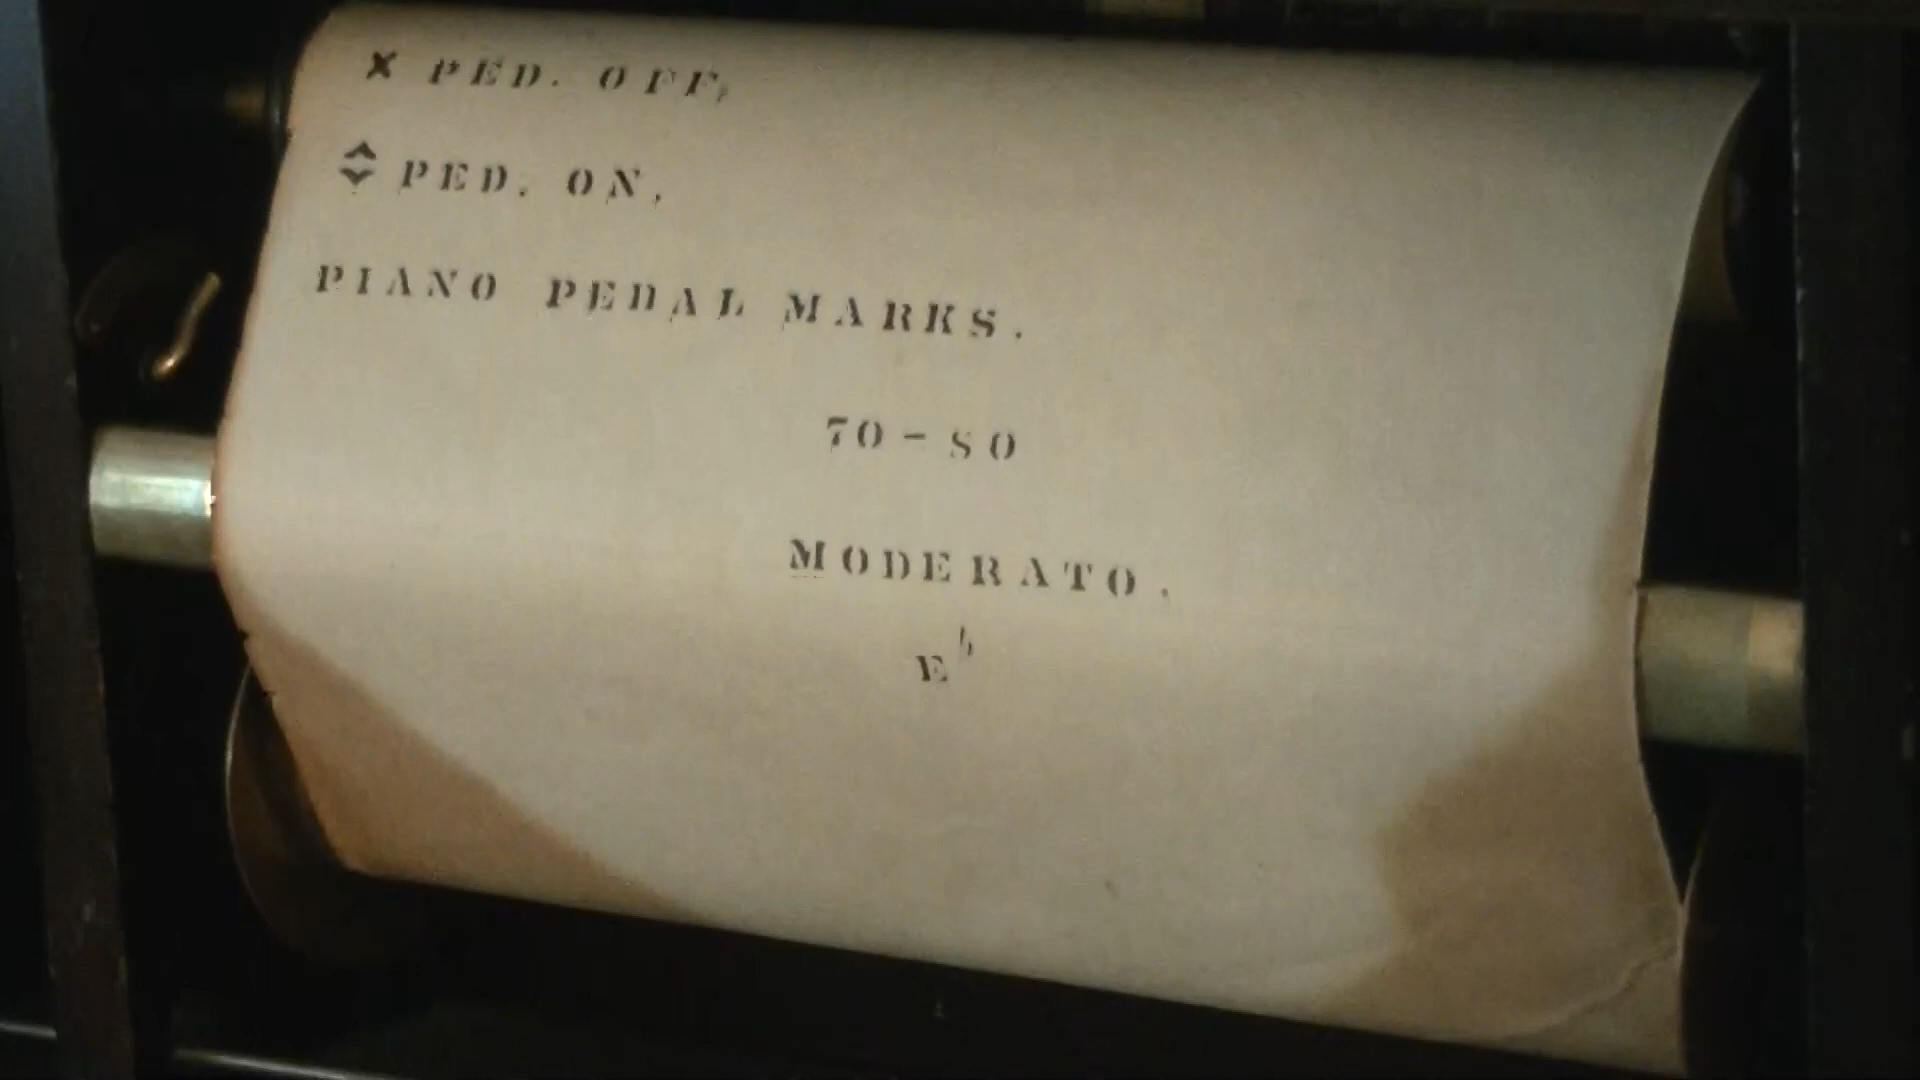 ✕ PED. OFF,
◇ PED. ON.
PIANO PEDAL MARKS.
70-80
MODERATO.
E♭